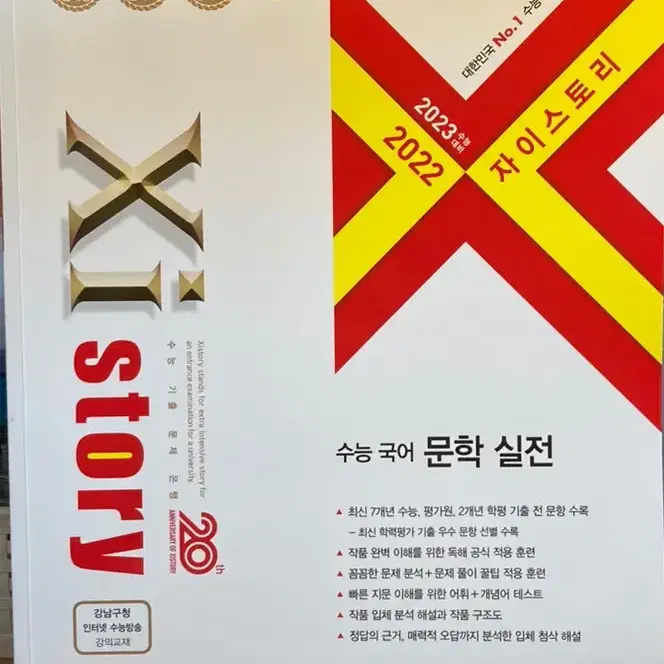 대한민국 No.1 수능
자이스토리
2023 수능 대비
2022
Xi
story
Xistory stands for extra intensive story for
an entrance examination for a university.
수능 기출 문제 은행
20th
ANNIVERSARY OF XISTORY
강남구청
인터넷 수능방송
강의교재
수능 국어 문학 실전
▲ 최신 7개년 수능, 평가원, 2개년 학평 기출 전 문항 수록
– 최신 학력평가 기출 우수 문항 선별 수록
▲ 작품 완벽 이해를 위한 독해 공식 적용 훈련
▲ 꼼꼼한 문제 분석+문제 풀이 꿀팁 적용 훈련
▲ 빠른 지문 이해를 위한 어휘+개념어 테스트
▲ 작품 입체 분석 해설과 작품 구조도
▲ 정답의 근거, 매력적 오답까지 분석한 입체 첨삭 해설